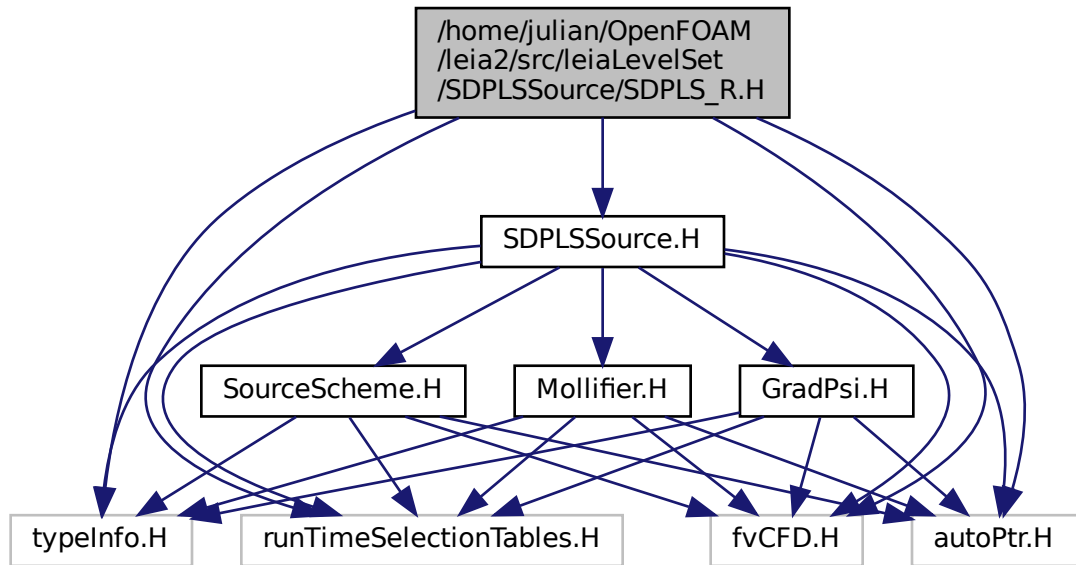 /home/julian/OpenFOAM
/leia2/src/leiaLevelSet
/SDPLSSource/SDPLS_R.H
SDPLSSource.H
SourceScheme.H
Mollifier.H
GradPsi.H
typeInfo.H
runTimeSelectionTables.H
fvCFD.H
autoPtr.H